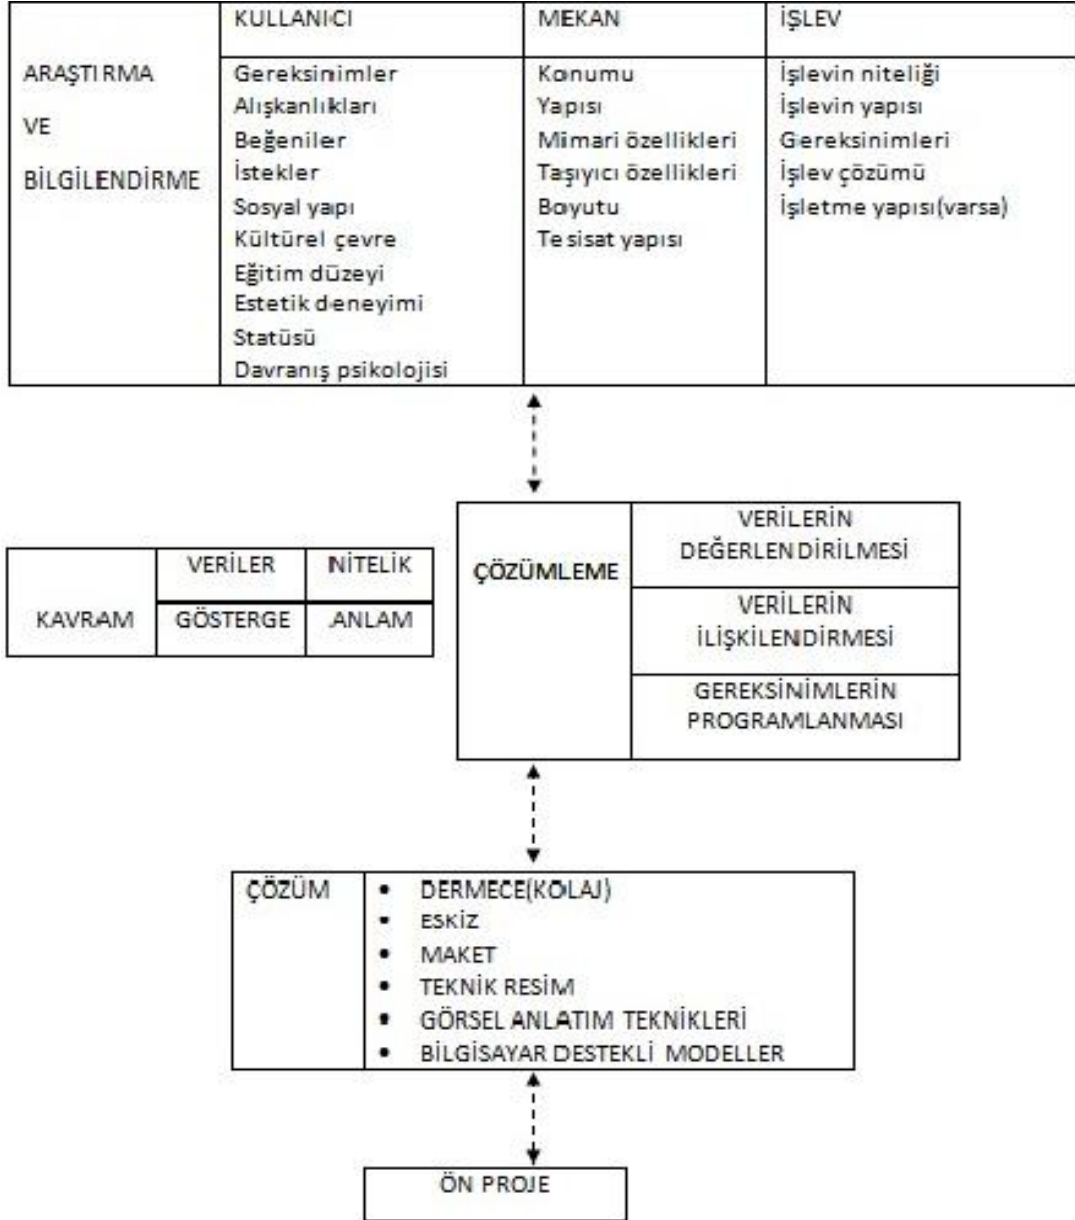 ARAŞTIRMA
VE
BİLGİLENDİRME
KULLANICI
Gereksinimler
Alışkanlıkları
Beğeniler
İstekler
Sosyal yapı
Kültürel çevre
Eğitim düzeyi
Estetik deneyimi
Statüsü
Davranış psikolojisi
MEKAN
Konumu
Yapısı
Mimari özellikleri
Taşıyıcı özellikleri
Boyutu
Tesisat yapısı
İŞLEV
İşlevin niteliği
İşlevin yapısı
Gereksinimleri
İşlev çözümü
İşletme yapısı(varsa)
KAVRAM
VERİLER
NİTELİK
GÖSTERGE
ANLAM
ÇÖZÜMLEME
VERİLERİN
DEĞERLENDİRİLMESİ
VERİLERİN
İLİŞKİLENDİRMESİ
GEREKSİNİMLERİN
PROGRAMLANMASI
ÇÖZÜM
• DERMECE(KOLAJ)
• ESKİZ
• MAKET
• TEKNİK RESİM
• GÖRSEL ANLATIM TEKNİKLERİ
• BİLGİSAYAR DESTEKLİ MODELLER
ÖN PROJE